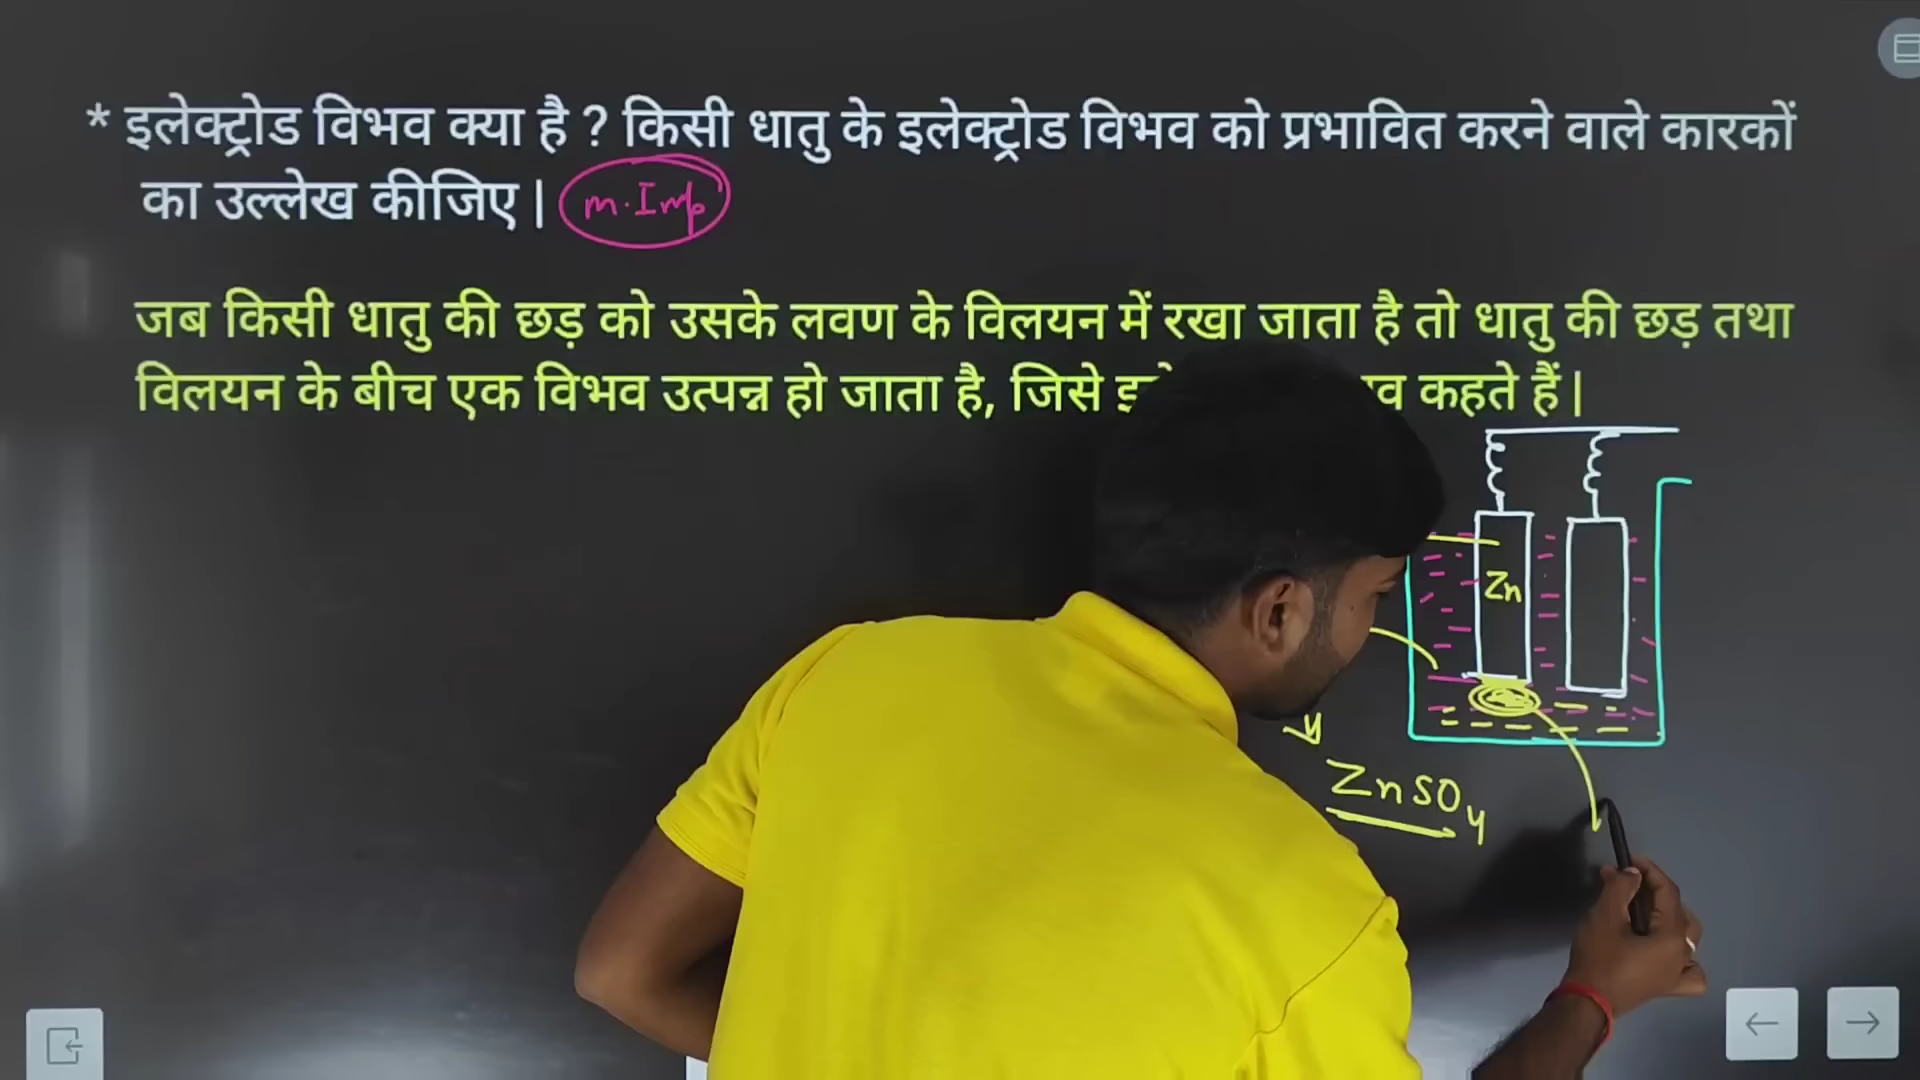 * इलेक्ट्रोड विभव क्या है ? किसी धातु के इलेक्ट्रोड विभव को प्रभावित करने वाले कारकों
का उल्लेख कीजिए | m.Imp
जब किसी धातु की छड़ को उसके लवण के विलयन में रखा जाता है तो धातु की छड़ तथा
विलयन के बीच एक विभव उत्पन्न हो जाता है, जिसे कहते हैं |
Zn
ZnSO4